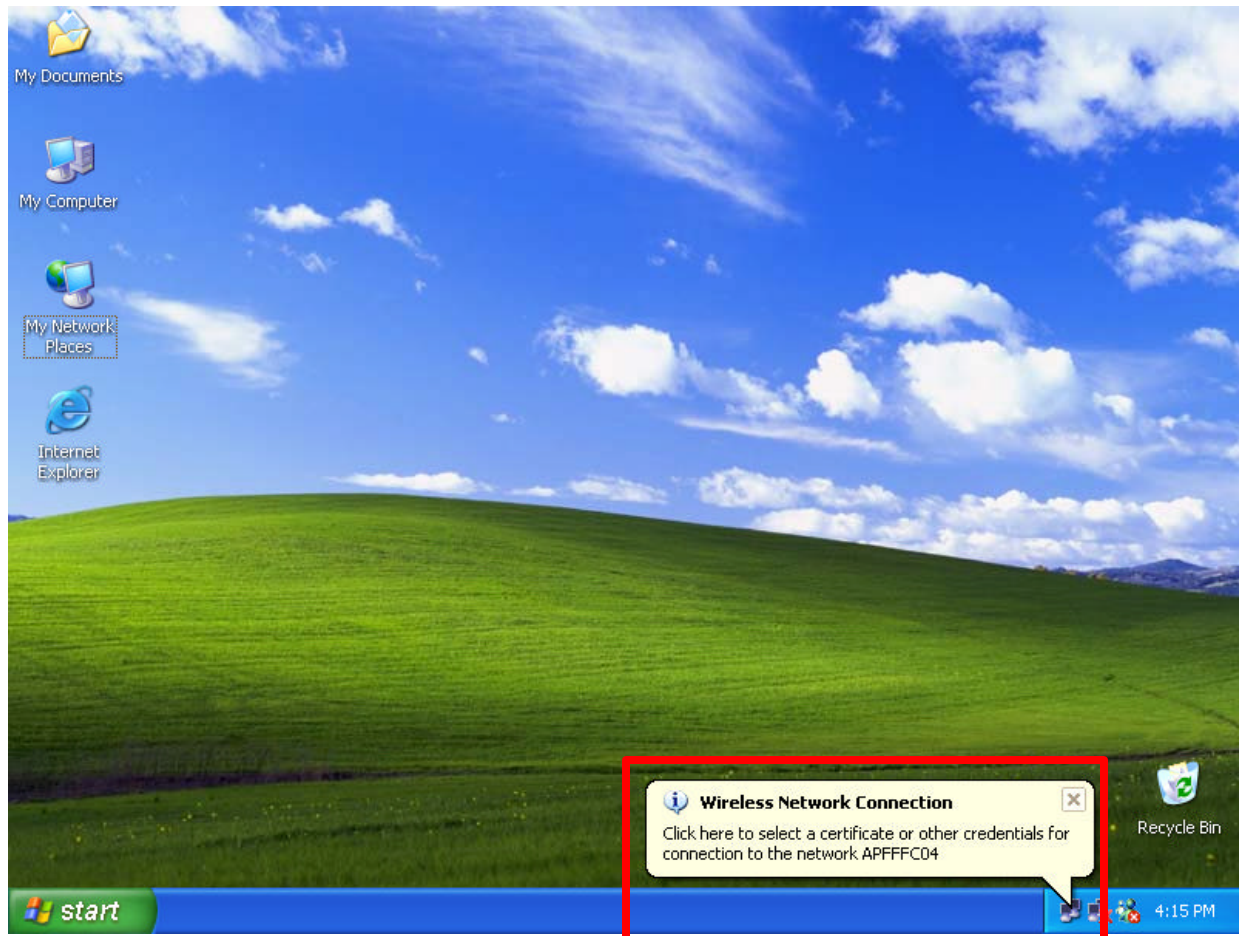 My Documents
My Computer
My Network
Places
Internet
Explorer
Wireless Network Connection
Click here to select a certificate or other credentials for
connection to the network APFFFC04
Recycle Bin
start
4:15 PM